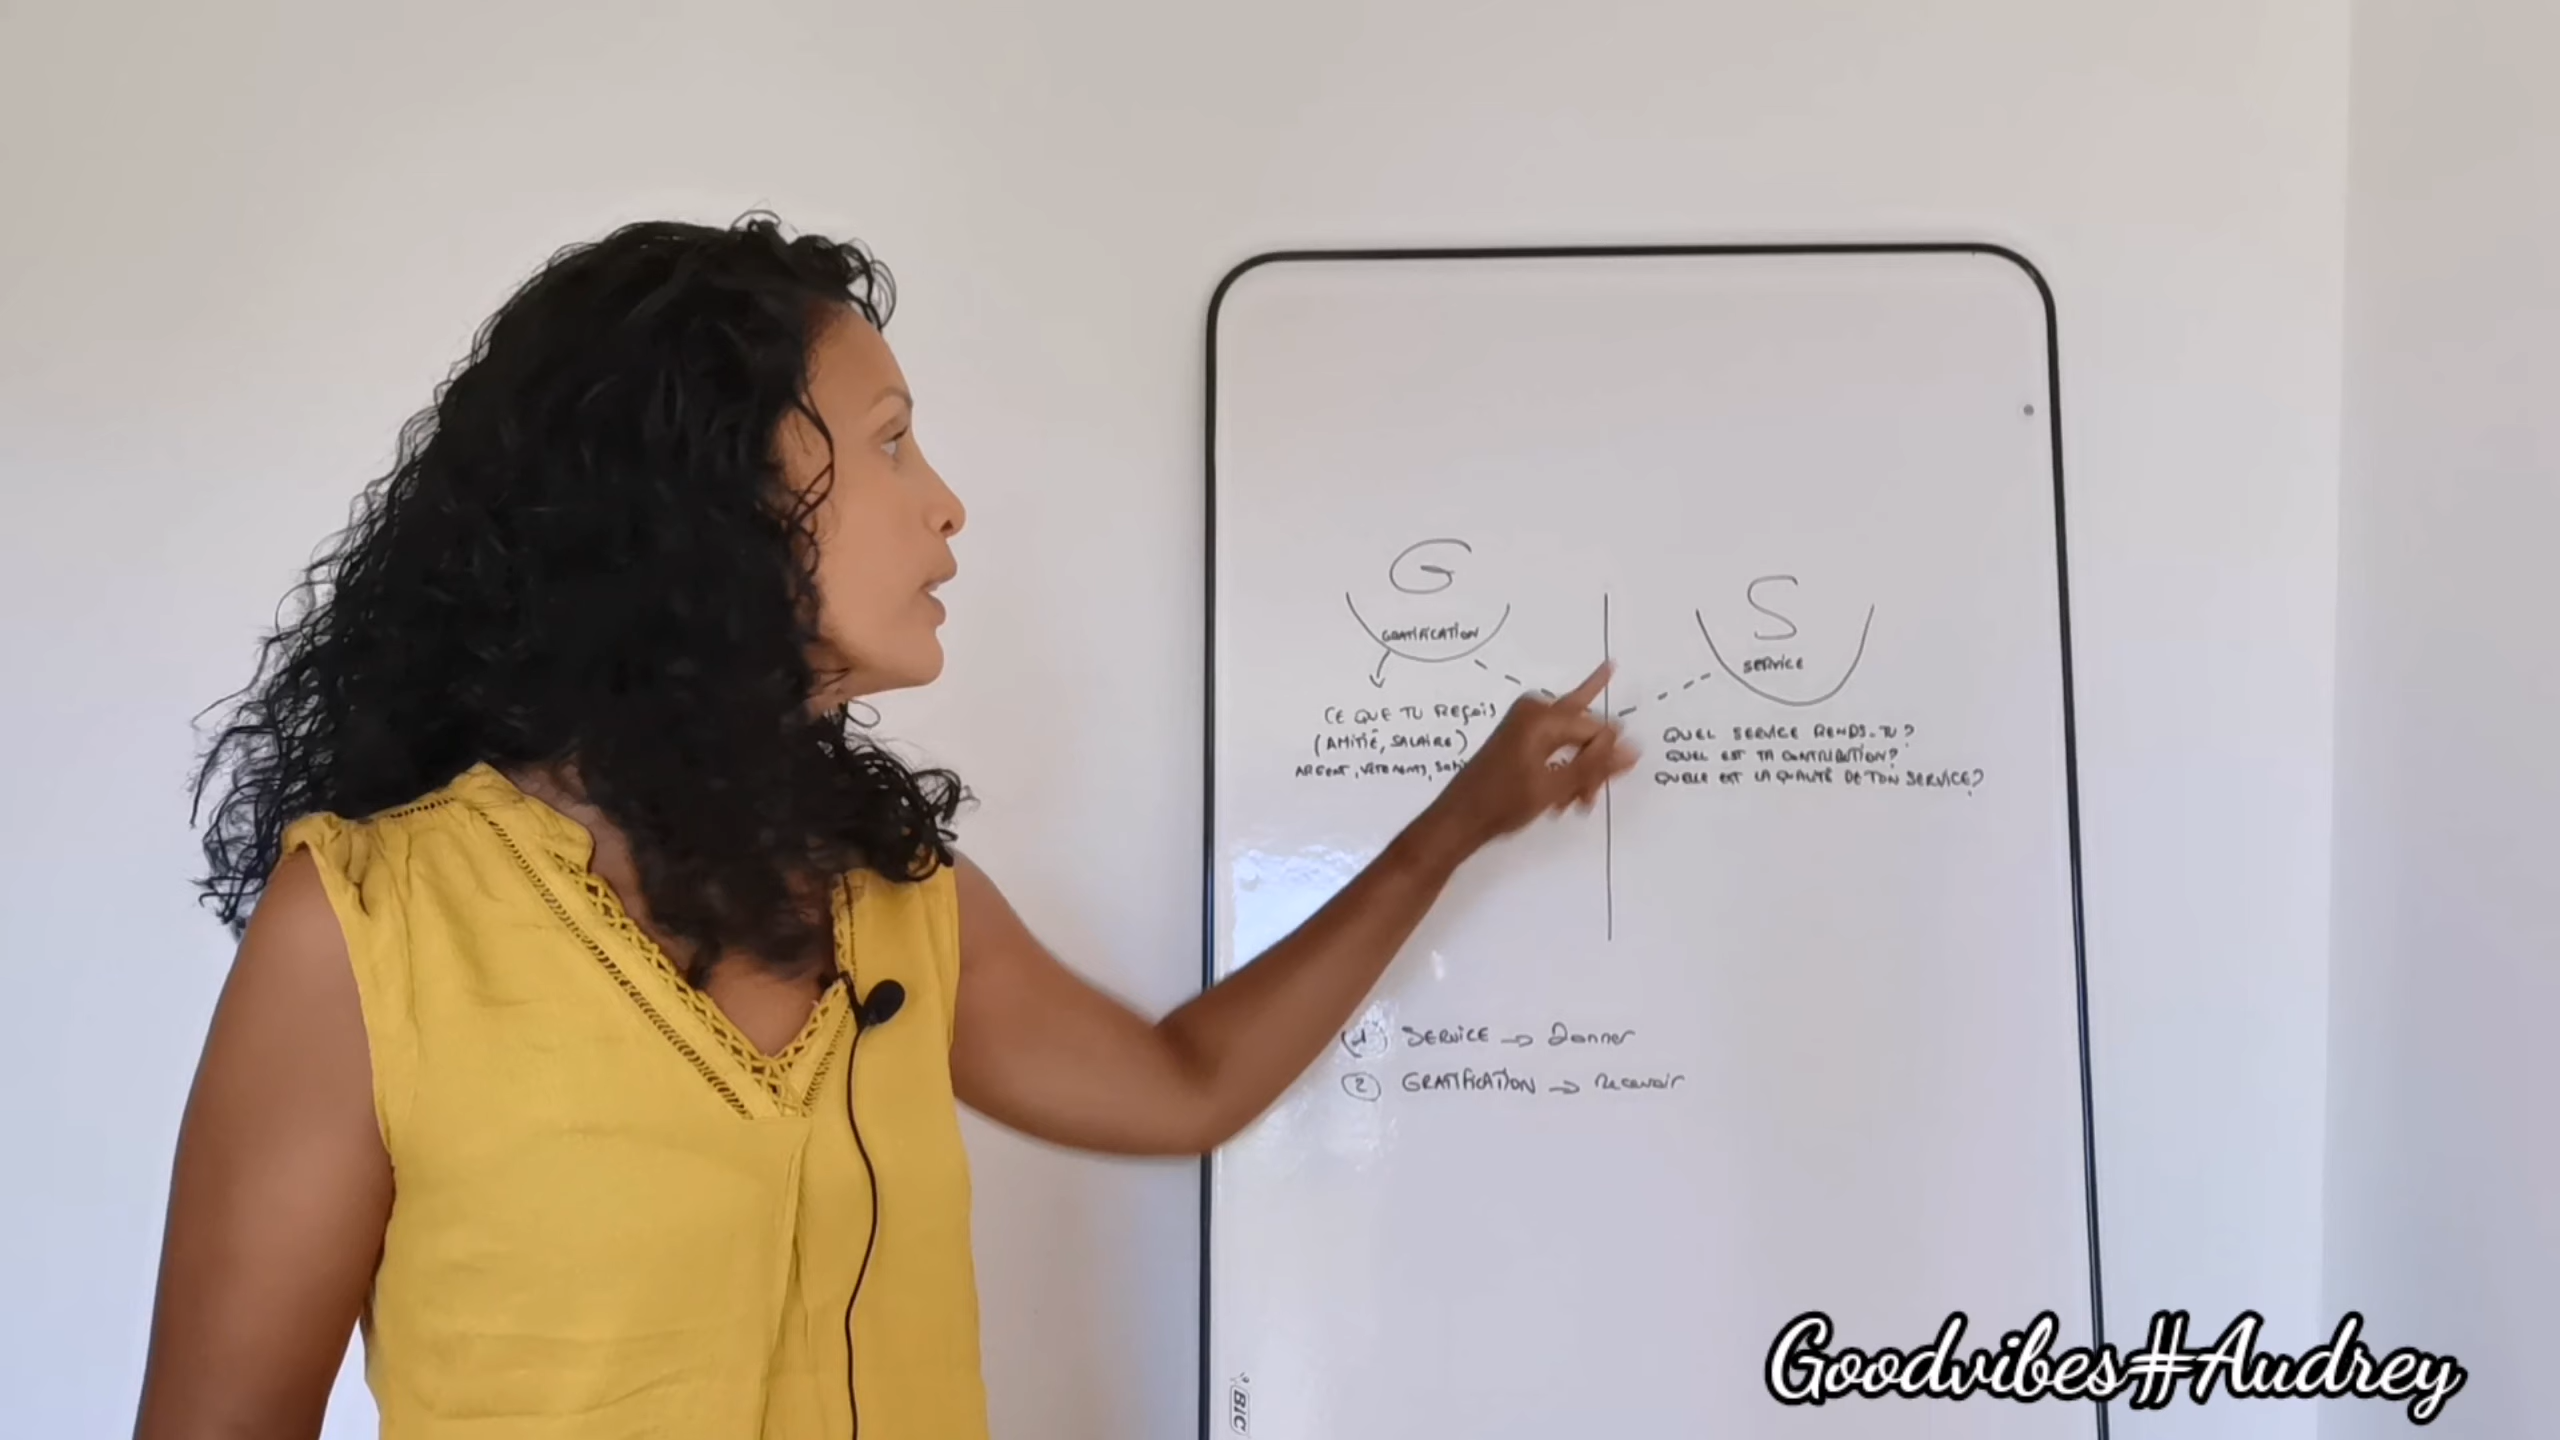 G
GRATIFICATION
CE QUE TU REÇOIS
(AMITIÉ, SALAIRE)
ARGENT, VÊTEMENTS,
S
SERVICE
QUEL SERVICE RENDS-TU?
QUEL EST TA CONTRIBUTION?
QUELLE EST LA QUALITÉ DE TON SERVICE?
(1) SERVICE → Donner
(2) GRATIFICATION → Recevoir
BIC
Goodvibes#Audrey